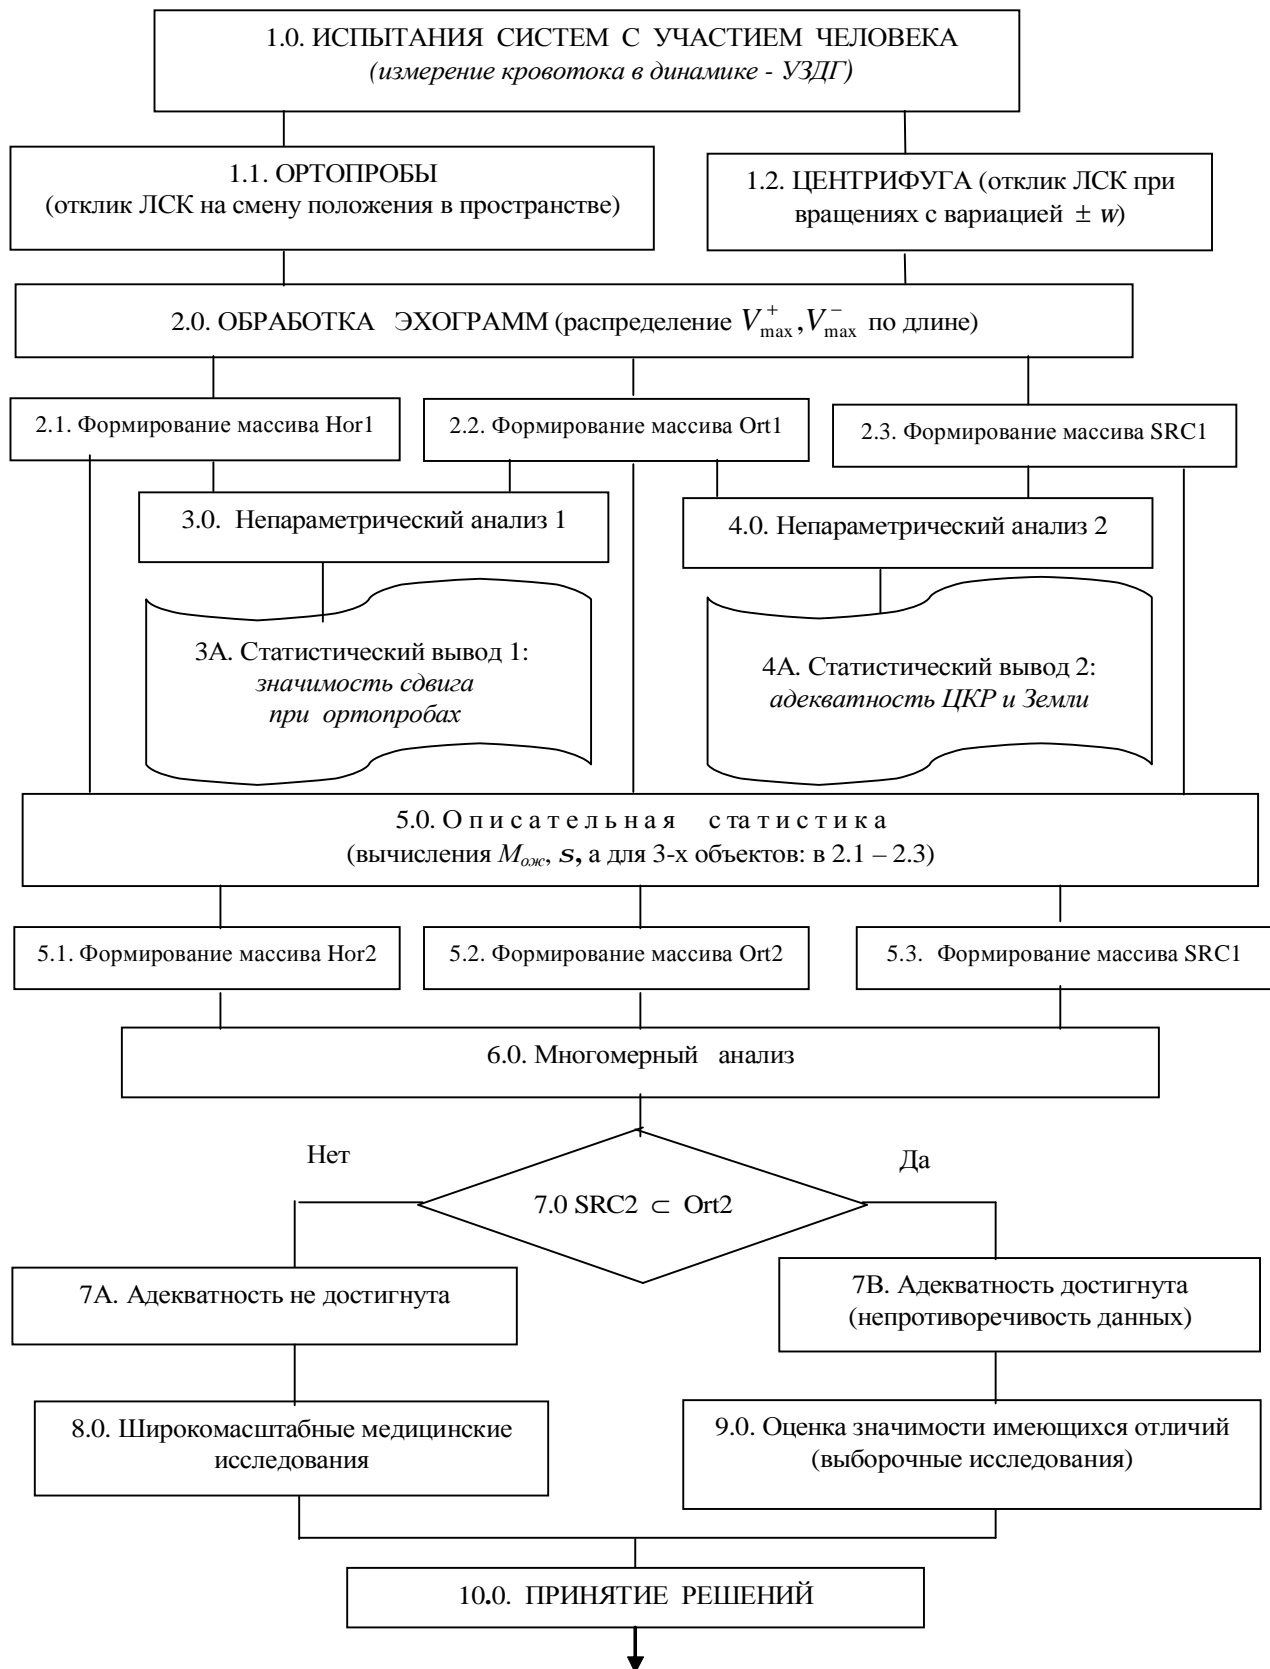 1.0. ИСПЫТАНИЯ СИСТЕМ С УЧАСТИЕМ ЧЕЛОВЕКА
(измерение кровотока в динамике - УЗДГ)
1.1. ОРТОПРОБЫ
(отклик ЛСК на смену положения в пространстве)
1.2. ЦЕНТРИФУГА (отклик ЛСК при
вращениях с вариацией ± w)
2.0. ОБРАБОТКА ЭХОГРАММ (распределение V⁺max, V⁻max по длине)
2.1. Формирование массива Hor1
2.2. Формирование массива Ort1
2.3. Формирование массива SRC1
3.0. Непараметрический анализ 1
4.0. Непараметрический анализ 2
3А. Статистический вывод 1:
значимость сдвига
при ортопробах
4А. Статистический вывод 2:
адекватность ЦКР и Земли
5.0. О п и с а т е л ь н а я с т а т и с т и к а
(вычисления Mож, s, а для 3-х объектов: в 2.1 – 2.3)
5.1. Формирование массива Hor2
5.2. Формирование массива Ort2
5.3. Формирование массива SRC1
6.0. Многомерный анализ
Нет
Да
7.0 SRC2 ⊂ Ort2
7А. Адекватность не достигнута
7В. Адекватность достигнута
(непротиворечивость данных)
8.0. Широкомасштабные медицинские
исследования
9.0. Оценка значимости имеющихся отличий
(выборочные исследования)
10.0. ПРИНЯТИЕ РЕШЕНИЙ